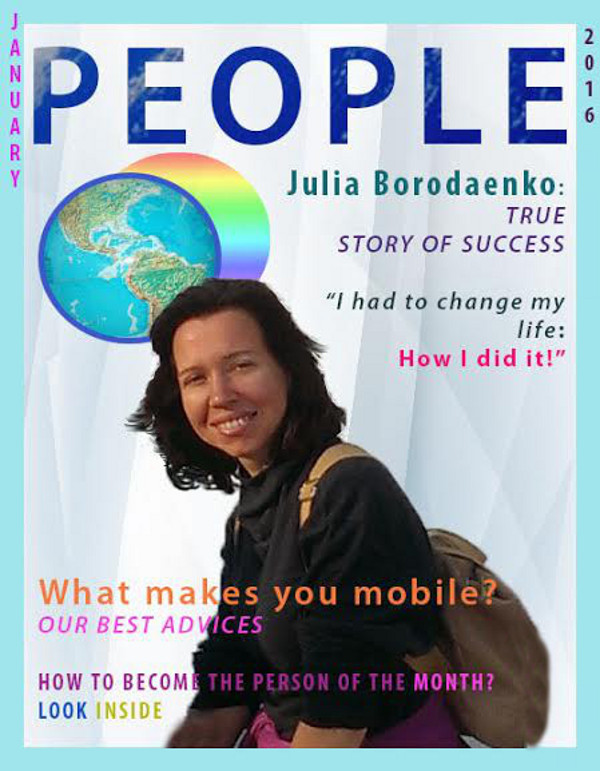 JANUARY
2016
PEOPLE
Julia Borodaenko:
TRUE
STORY OF SUCCESS
“I had to change my
life:
How I did it!”
What makes you mobile?
OUR BEST ADVICES
HOW TO BECOME THE PERSON OF THE MONTH?
LOOK INSIDE